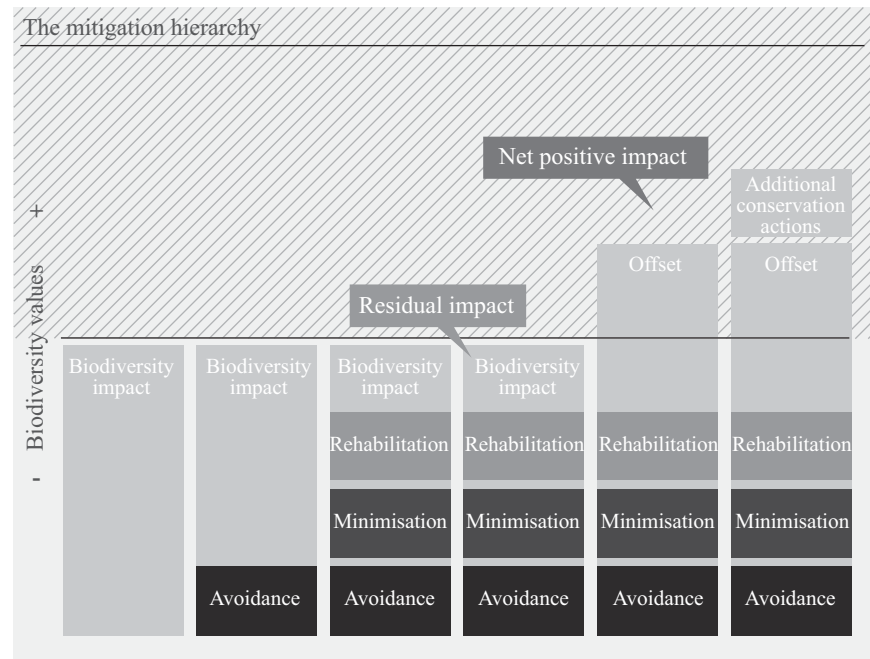 The mitigation hierarchy
Net positive impact
Additional
conservation
actions
+
Biodiversity values
-
Offset
Offset
Residual impact
Biodiversity
impact
Biodiversity
impact
Biodiversity
impact
Biodiversity
impact
Rehabilitation
Rehabilitation
Rehabilitation
Rehabilitation
Minimisation
Minimisation
Minimisation
Minimisation
Avoidance
Avoidance
Avoidance
Avoidance
Avoidance